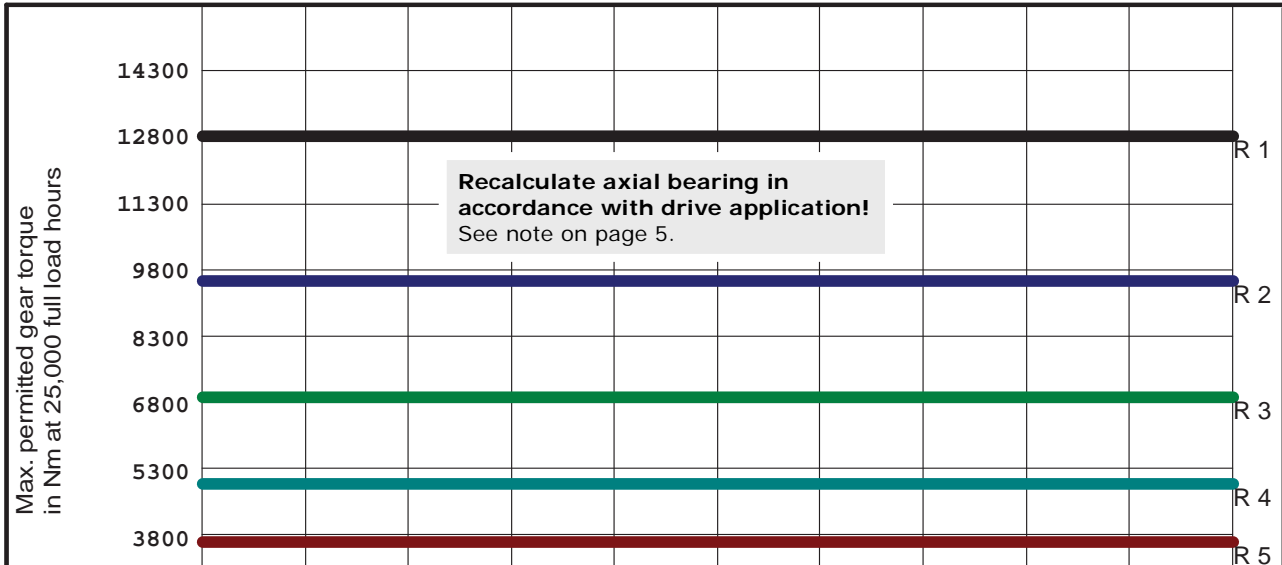 Max. permitted gear torque
in Nm at 25,000 full load hours
14300
12800
R 1
Recalculate axial bearing in
accordance with drive application!
See note on page 5.
11300
9800
R 2
8300
6800
R 3
5300
R 4
3800
R 5